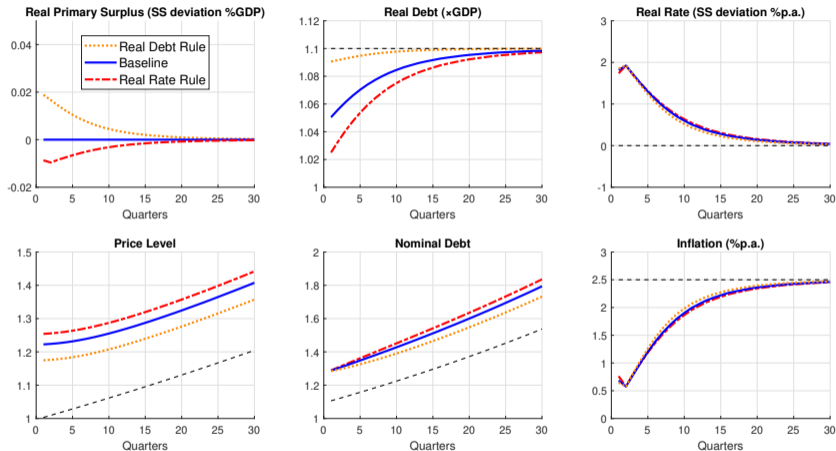 Real Primary Surplus (SS deviation %GDP)
0.04
0.02
0
-0.02
Real Debt Rule
Baseline
Real Rate Rule
0 5 10 15 20 25 30
Quarters
Real Debt (×GDP)
1.12
1.1
1.08
1.06
1.04
1.02
1
0 5 10 15 20 25 30
Quarters
Real Rate (SS deviation %p.a.)
3
2
1
0
-1
0 5 10 15 20 25 30
Quarters
Price Level
1.5
1.4
1.3
1.2
1.1
1
0 5 10 15 20 25 30
Quarters
Nominal Debt
2
1.8
1.6
1.4
1.2
1
0 5 10 15 20 25 30
Quarters
Inflation (%p.a.)
3
2.5
2
1.5
1
0.5
0
0 5 10 15 20 25 30
Quarters